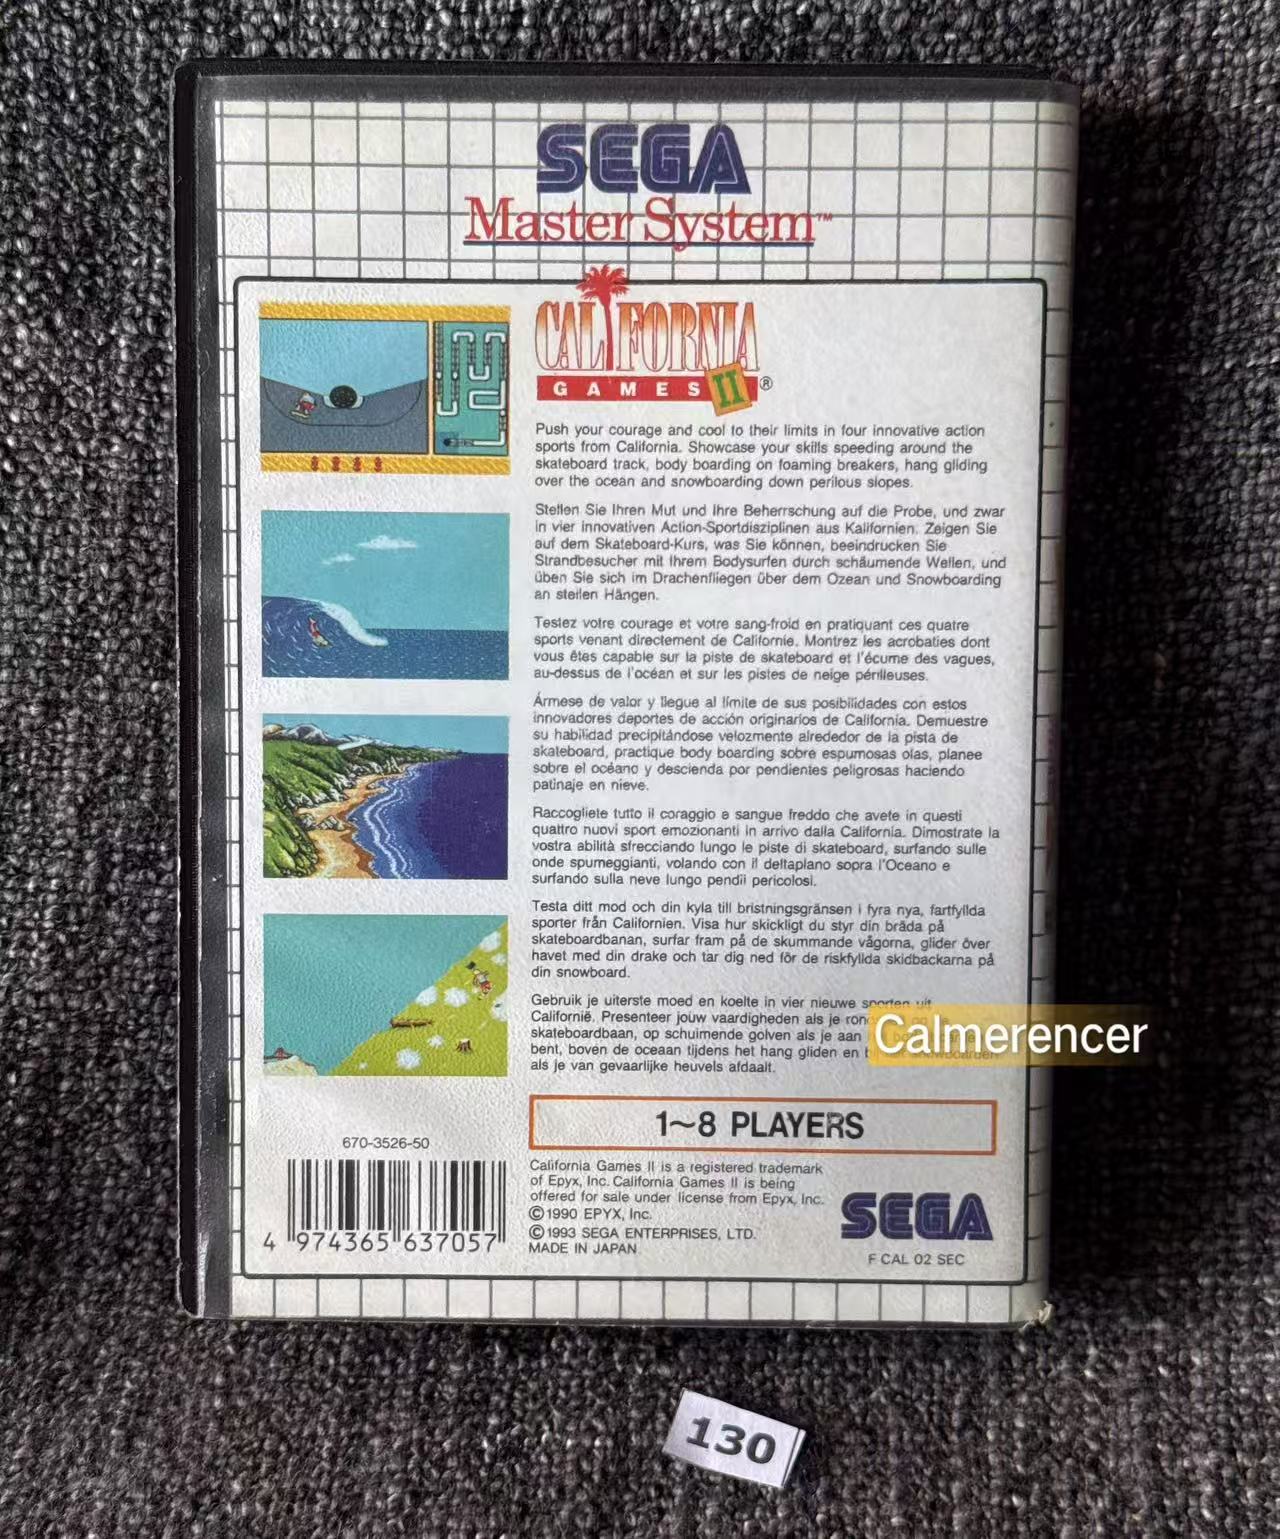 SEGA
Master System™
CALIFORNIA
GAMES II ®
Push your courage and cool to their limits in four innovative action
sports from California. Showcase your skills speeding around the
skateboard track, body boarding on foaming breakers, hang gliding
over the ocean and snowboarding down perilous slopes.
Stellen Sie Ihren Mut und Ihre Beherrschung auf die Probe, und zwar
in vier innovativen Action-Sportdisziplinen aus Kalifornien. Zeigen Sie
auf dem Skateboard-Kurs, was Sie können, beeindrucken Sie
Strandbesucher mit Ihrem Bodysurfen durch schäumende Wellen, und
üben Sie sich im Drachenfliegen über dem Ozean und Snowboarding
an steilen Hängen.
Testez votre courage et votre sang-froid en pratiquant ces quatre
sports venant directement de Californie. Montrez les acrobaties dont
vous êtes capable sur la piste de skateboard et l'écume des vagues,
au-dessus de l'océan et sur les pistes de neige périlleuses.
Ármese de valor y llegue al límite de sus posibilidades con estos
innovadores deportes de acción originarios de California. Demuestre
su habilidad precipitándose velozmente alrededor de la pista de
skateboard, practique body boarding sobre espumosas olas, planee
sobre el océano y descienda por pendientes peligrosas haciendo
patinaje en nieve.
Raccogliete tutto il coraggio e sangue freddo che avete in questi
quattro nuovi sport emozionanti in arrivo dalla California. Dimostrate la
vostra abilità sfrecciando lungo le piste di skateboard, surfando sulle
onde spumeggianti, volando con il deltaplano sopra l'Oceano e
surfando sulla neve lungo pendii pericolosi.
Testa ditt mod och din kyla till bristningsgränsen i fyra nya, fartfyllda
sporter från Californien. Visa hur skickligt du styr din bräda på
skateboardbanan, surfar fram på de skummande vågorna, glider över
havet med din drake och tar dig ned för de riskfyllda skidbackarna på
din snowboard.
Gebruik je uiterste moed en koelte in vier nieuwe sporten uit
Californië. Presenteer jouw vaardigheden als je
skateboardbaan, op schuimende golven als je aan
bent, boven de oceaan tijdens het hang gliden en snowboarden
als je van gevaarlijke heuvels afdaalt.
Calmerencer
1~8 PLAYERS
670-3526-50
4 974365 637057
California Games II is a registered trademark
of Epyx, Inc. California Games II is being
offered for sale under license from Epyx, Inc.
©1990 EPYX, Inc.
©1993 SEGA ENTERPRISES, LTD.
MADE IN JAPAN
SEGA
F CAL 02 SEC
130